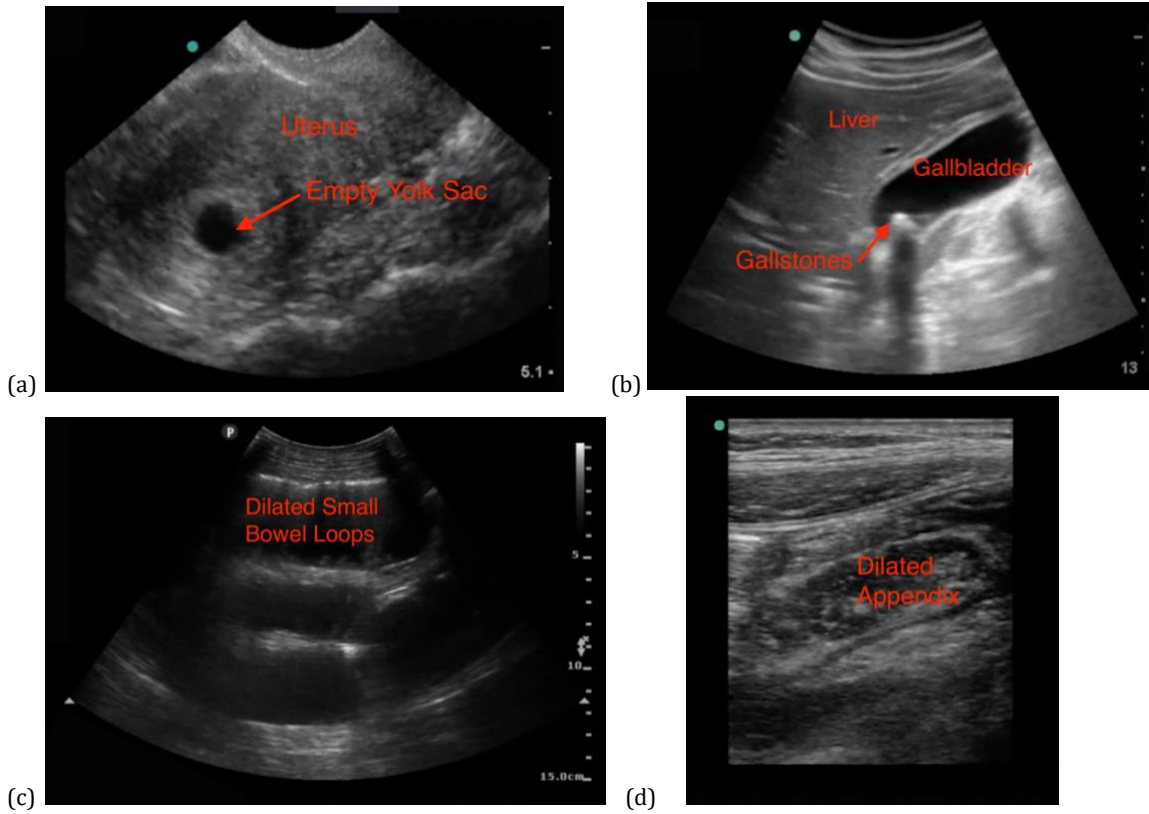 Uterus
Empty Yolk Sac
5.1
(a)
Liver
Gallbladder
Gallstones
13
(b)
P
Dilated Small
Bowel Loops
5
10
15.0cm
(c)
Dilated
Appendix
(d)